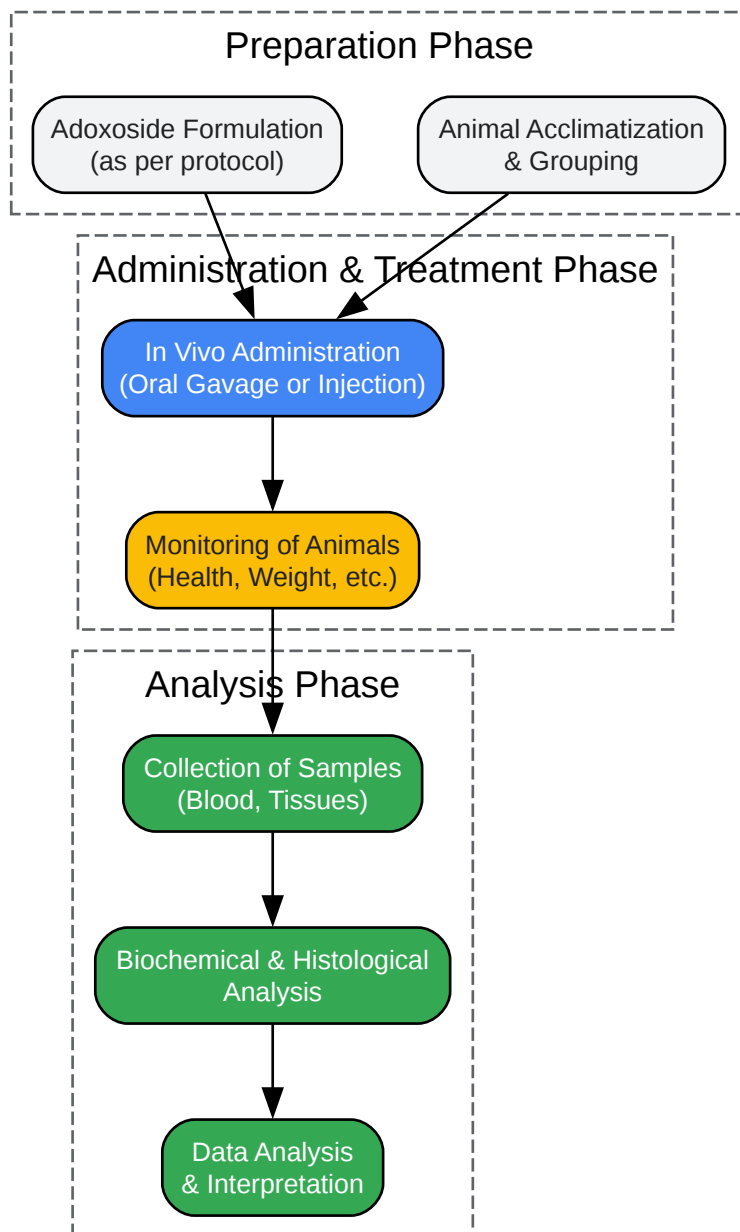 Preparation Phase
Adoxoside Formulation
(as per protocol)
Animal Acclimatization
& Grouping
Administration & Treatment Phase
In Vivo Administration
(Oral Gavage or Injection)
Monitoring of Animals
(Health, Weight, etc.)
Analysis Phase
Collection of Samples
(Blood, Tissues)
Biochemical & Histological
Analysis
Data Analysis
& Interpretation